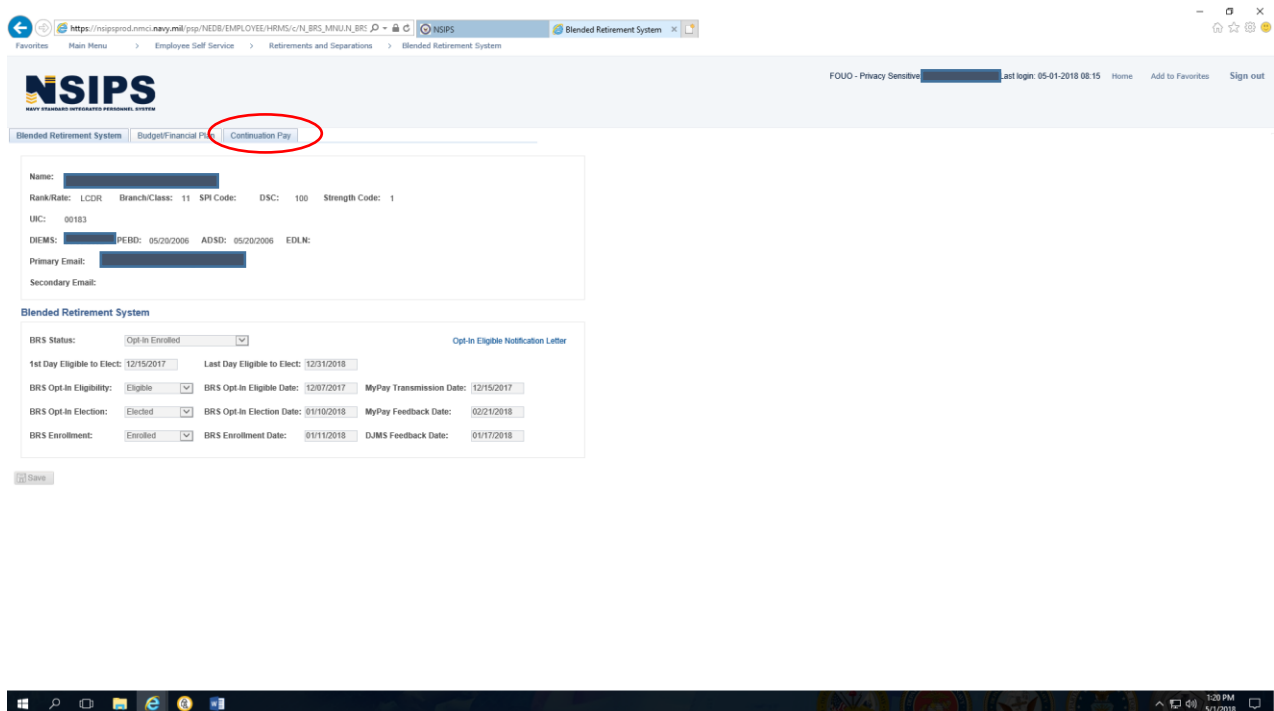 https://nsipsprod.nmci.navy.mil/psp/NEDB/EMPLOYEE/HRMS/c/N_BRS_MNU.N_BRS NSIPS Blended Retirement System
Favorites Main Menu > Employee Self Service > Retirements and Separations > Blended Retirement System
FOUO - Privacy Sensitive Last login: 05-01-2018 08:15 Home Add to Favorites Sign out
NSIPS
NAVY STANDARD INTEGRATED PERSONNEL SYSTEM
Blended Retirement System Budget/Financial Plan Continuation Pay
Name:
Rank/Rate: LCDR Branch/Class: 11 SPI Code: DSC: 100 Strength Code: 1
UIC: 00183
DIEMS: PEBD: 05/20/2006 ADSD: 05/20/2006 EDLN:
Primary Email:
Secondary Email:
Blended Retirement System
BRS Status: Opt-In Enrolled Opt-In Eligible Notification Letter
1st Day Eligible to Elect: 12/15/2017 Last Day Eligible to Elect: 12/31/2018
BRS Opt-In Eligibility: Eligible BRS Opt-In Eligible Date: 12/07/2017 MyPay Transmission Date: 12/15/2017
BRS Opt-In Election: Elected BRS Opt-In Election Date: 01/10/2018 MyPay Feedback Date: 02/21/2018
BRS Enrollment: Enrolled BRS Enrollment Date: 01/11/2018 DJMS Feedback Date: 01/17/2018
Save
1:20 PM
5/1/2018